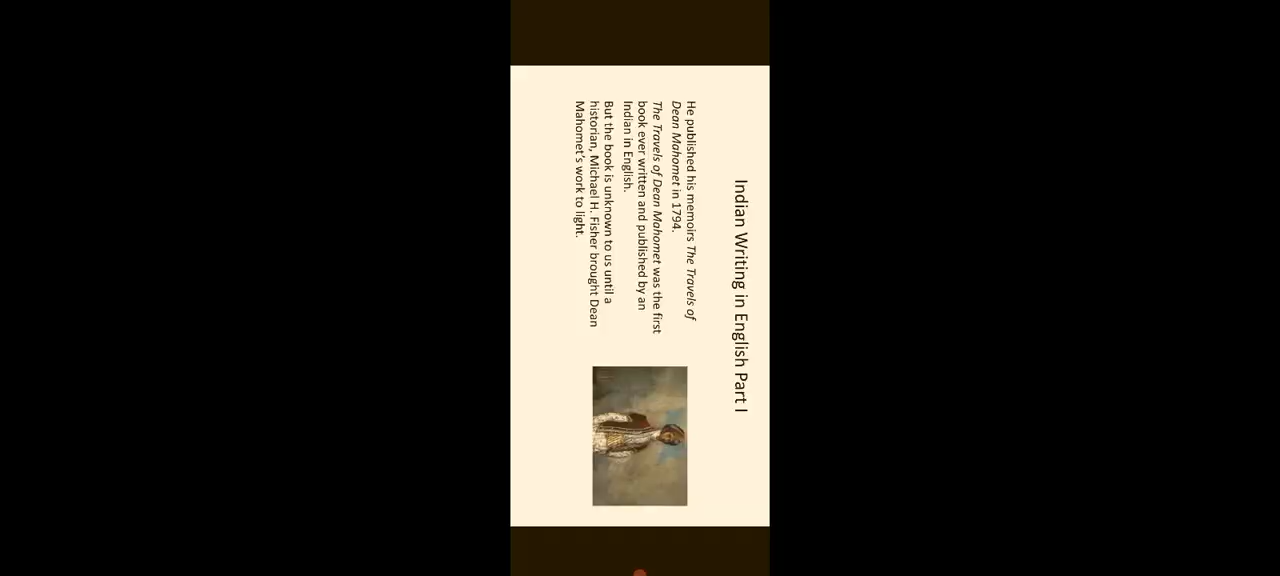 Indian Writing in English Part I
He published his memoirs The Travels of
Dean Mahomet in 1794.
The Travels of Dean Mahomet was the first
book ever written and published by an
Indian in English.
But the book is unknown to us until a
historian, Michael H. Fisher brought Dean
Mahomet's work to light.